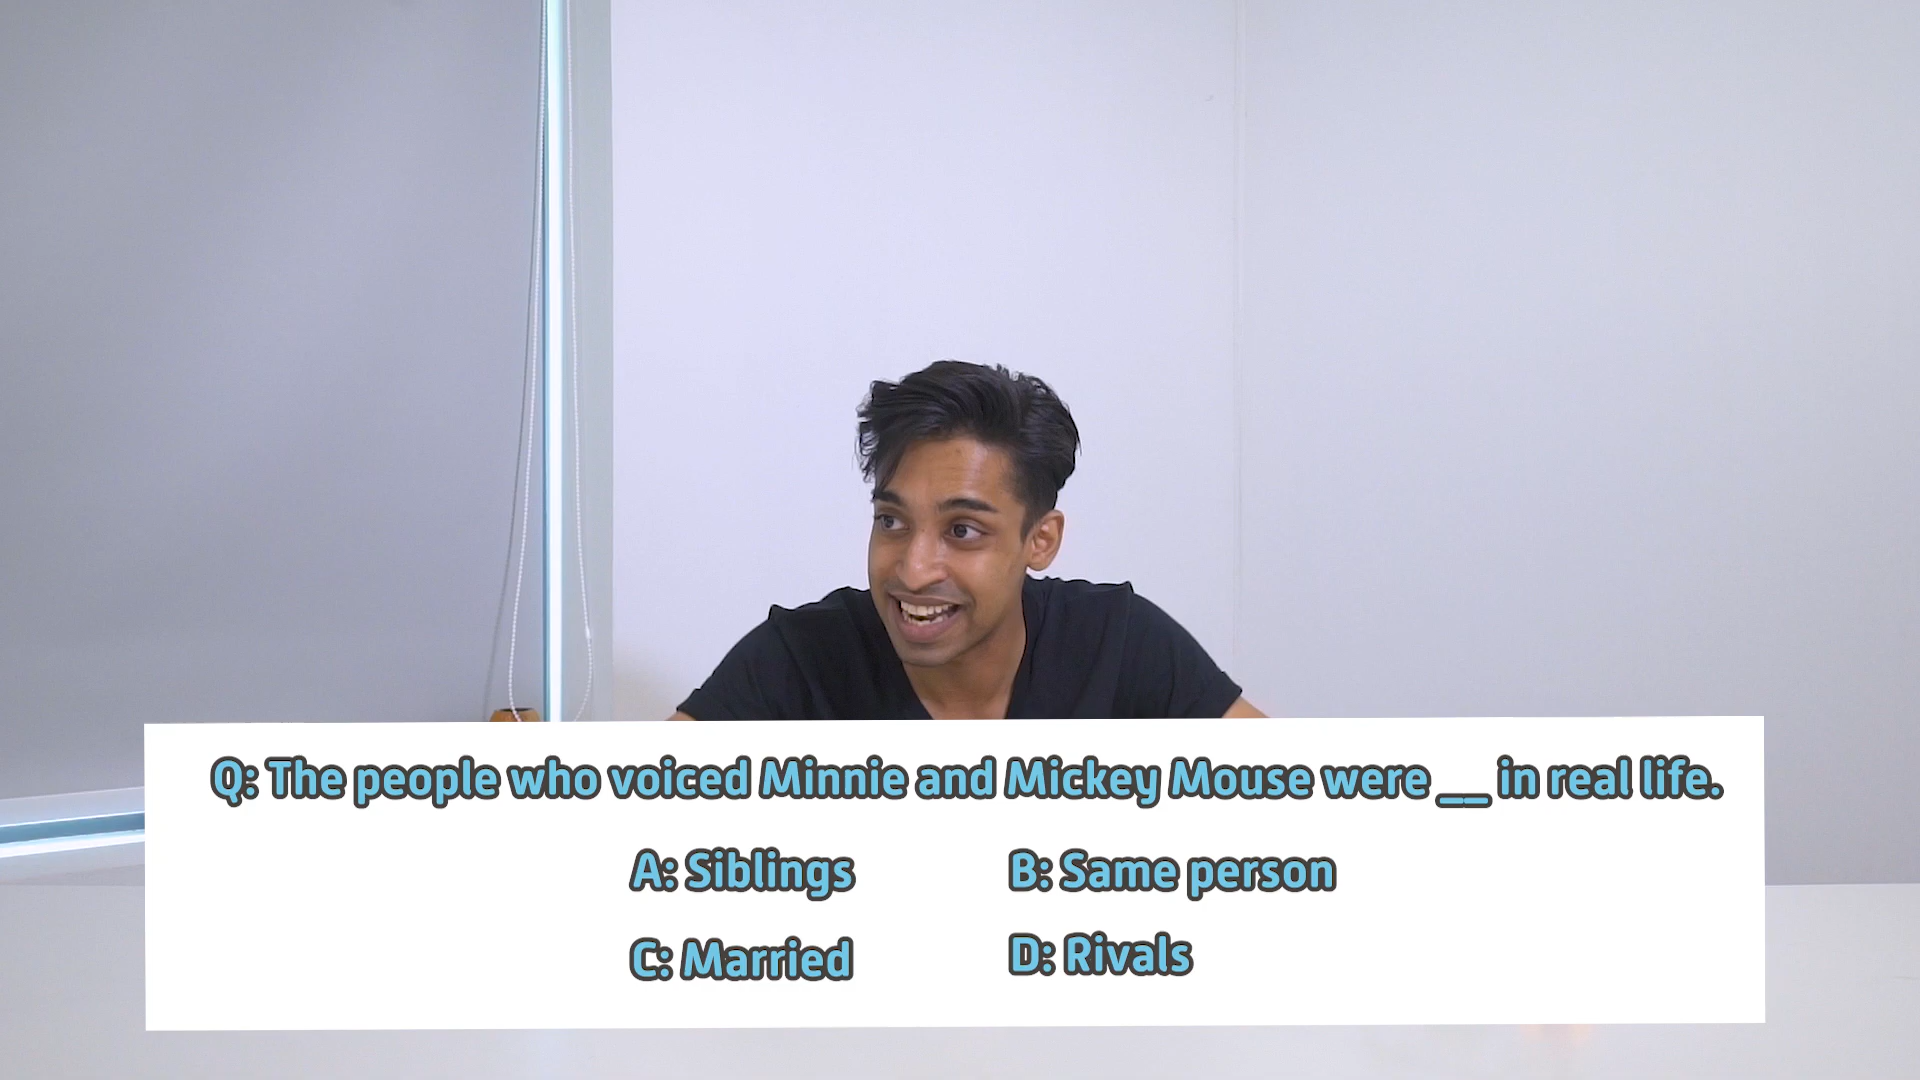 Q: The people who voiced Minnie and Mickey Mouse were __ in real life.
A: Siblings B: Same person
C: Married D: Rivals